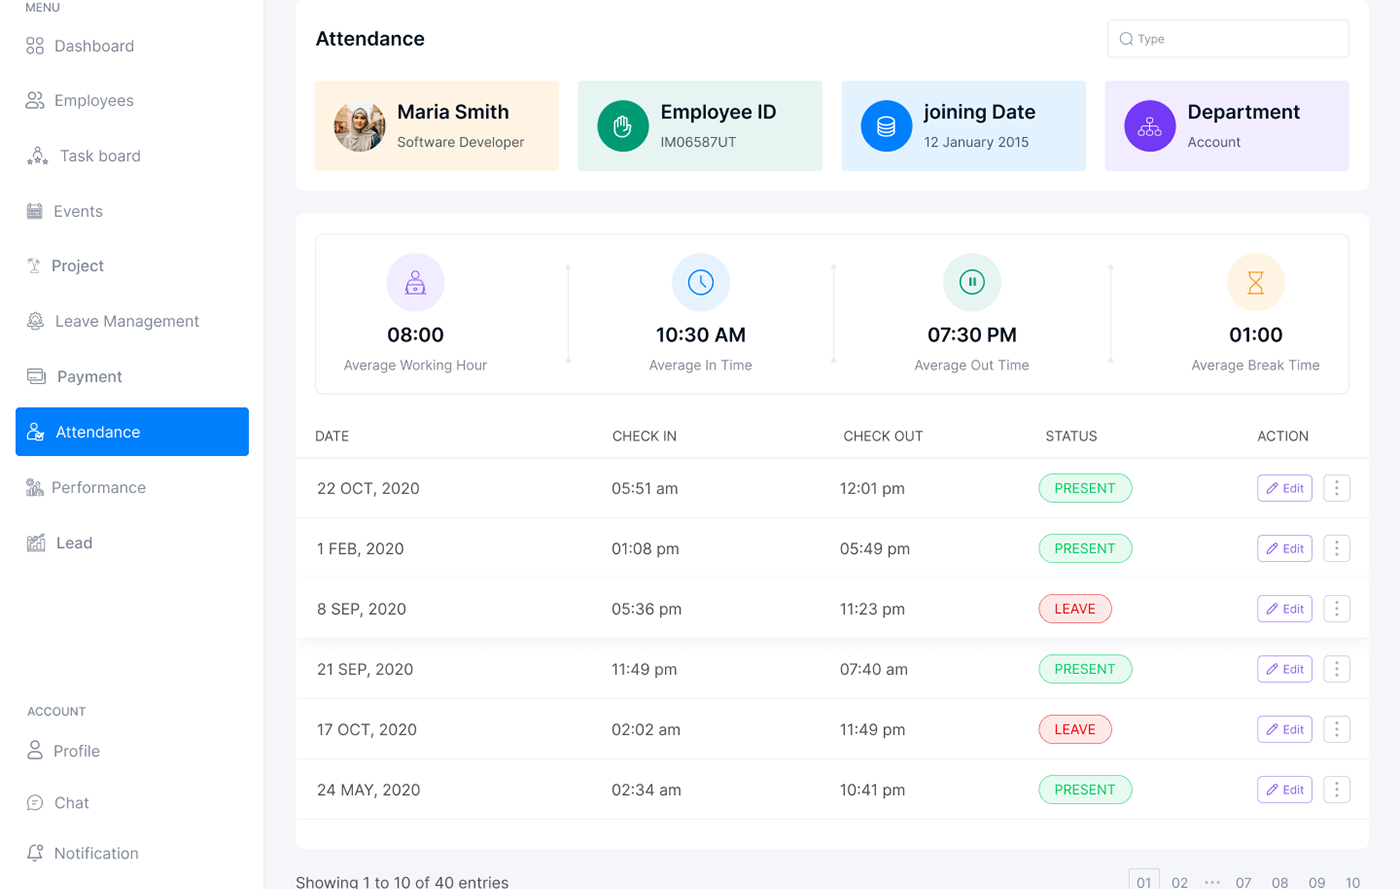 MENU
Dashboard
Employees
Task board
Events
Project
Leave Management
Payment
Attendance
Performance
Lead
ACCOUNT
Profile
Chat
Notification
Attendance
Type
Maria Smith
Software Developer
Employee ID
IM06587UT
joining Date
12 January 2015
Department
Account
08:00
Average Working Hour
10:30 AM
Average In Time
07:30 PM
Average Out Time
01:00
Average Break Time
DATE CHECK IN CHECK OUT STATUS ACTION
22 OCT, 2020 05:51 am 12:01 pm PRESENT Edit
1 FEB, 2020 01:08 pm 05:49 pm PRESENT Edit
8 SEP, 2020 05:36 pm 11:23 pm LEAVE Edit
21 SEP, 2020 11:49 pm 07:40 am PRESENT Edit
17 OCT, 2020 02:02 am 11:49 pm LEAVE Edit
24 MAY, 2020 02:34 am 10:41 pm PRESENT Edit
Showing 1 to 10 of 40 entries 01 02 ··· 07 08 09 10